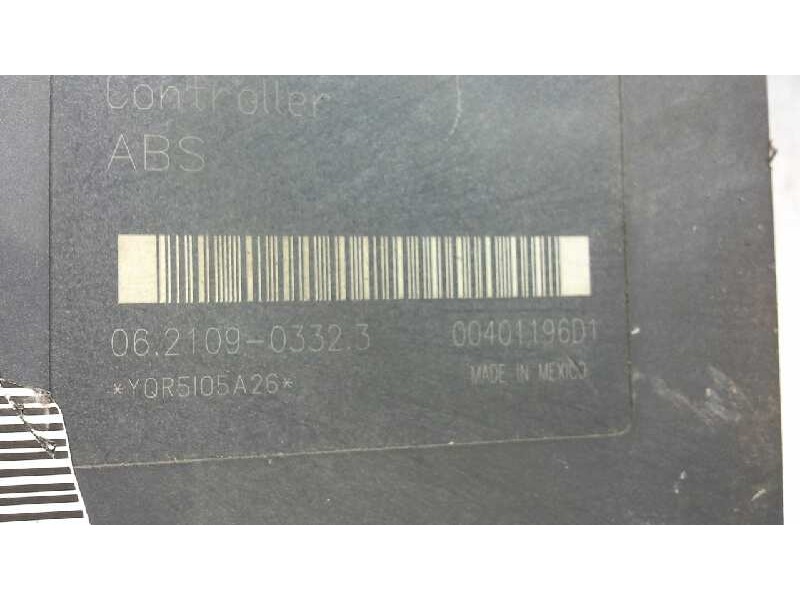 Controller
ABS
06.2109-0332.3 00401196D1
*YQR5105A26* MADE IN MEXICO